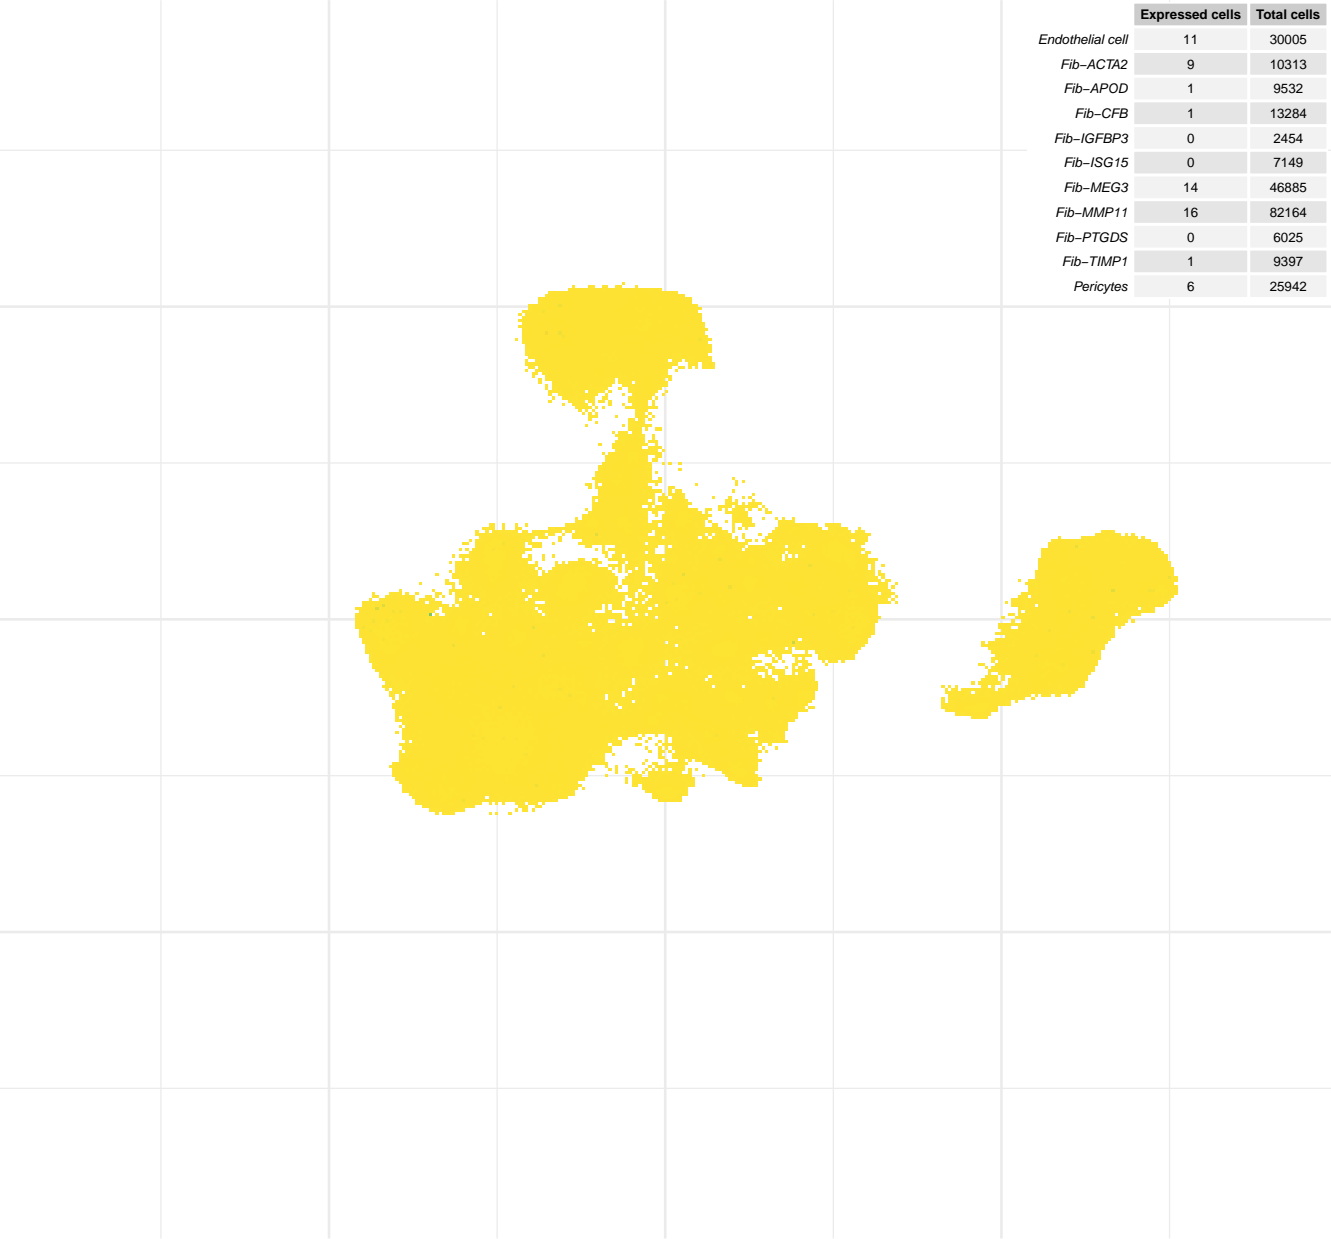 Expressed cells Total cells
Endothelial cell 11 30005
Fib−ACTA2 9 10313
Fib−APOD 1 9532
Fib−CFB 1 13284
Fib−IGFBP3 0 2454
Fib−ISG15 0 7149
Fib−MEG3 14 46885
Fib−MMP11 16 82164
Fib−PTGDS 0 6025
Fib−TIMP1 1 9397
Pericytes 6 25942